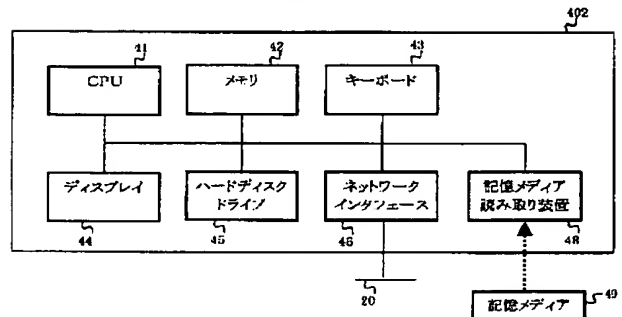 402
41
42
43
CPU
メモリ
キーボード
ディスプレイ
ハードディスク
ドライブ
ネットワーク
インタフェース
記憶メディア
読み取り装置
44
45
46
48
20
記憶メディア
49